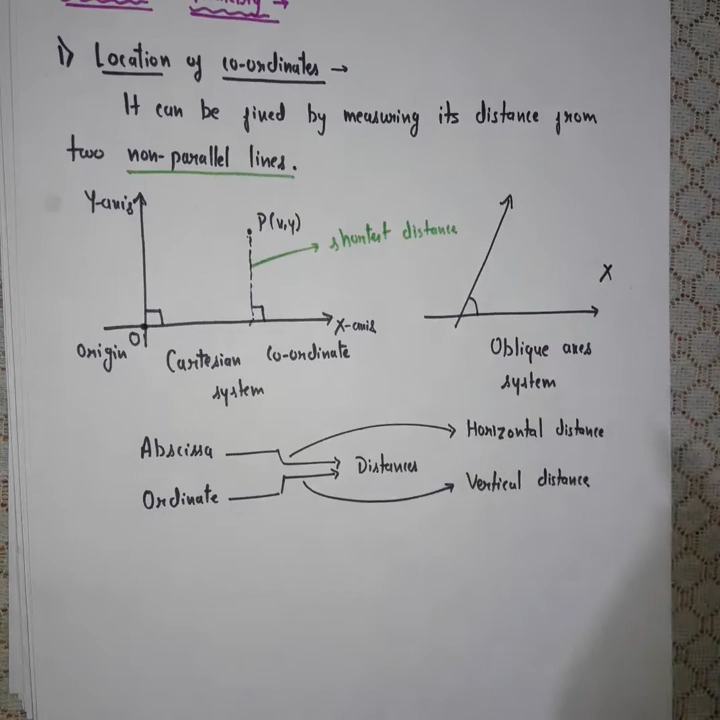 i) Location of co-ordinates →
It can be fixed by measuring its distance from
two non-parallel lines.
Y-axis
P(x,y)
shortest distance
X
X-axis
O
Origin
Cartesian co-ordinate
system
Oblique axes
system
Abscissa
Horizontal distance
Distances
Ordinate
Vertical distance